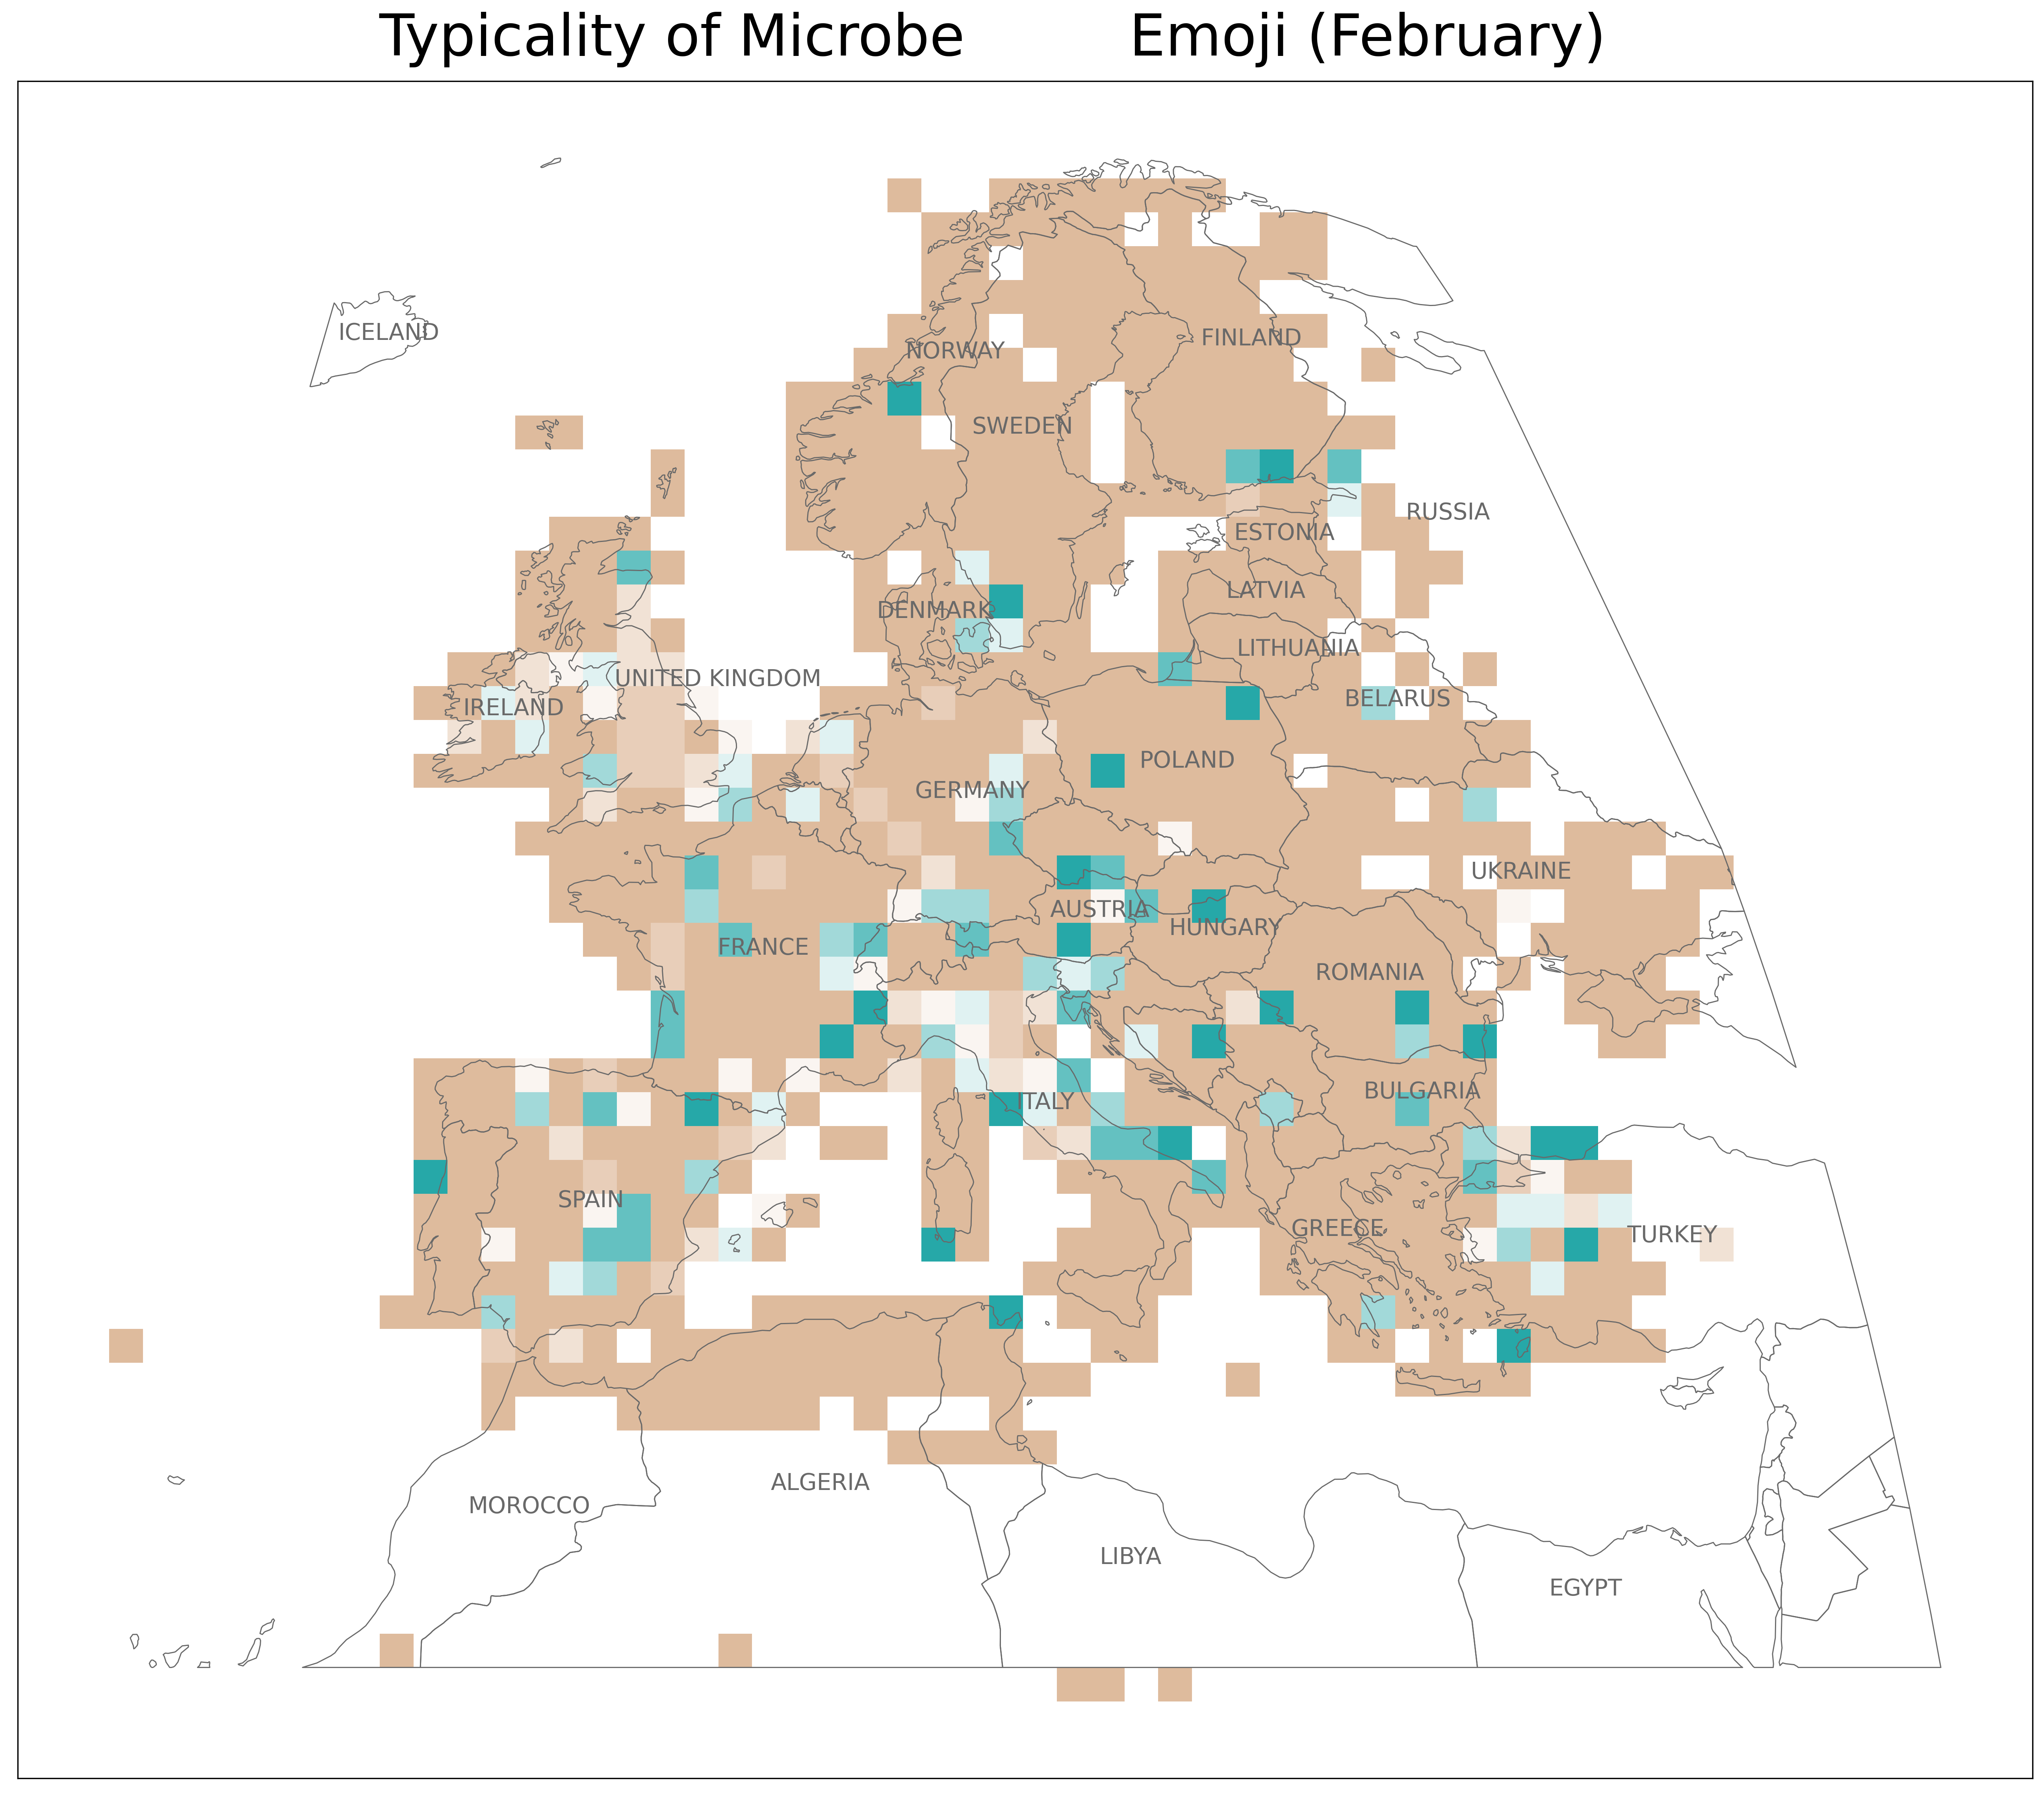 Typicality of Microbe Emoji (February)
ICELAND
NORWAY
FINLAND
SWEDEN
RUSSIA
ESTONIA
LATVIA
DENMARK
LITHUANIA
UNITED KINGDOM
IRELAND
BELARUS
POLAND
GERMANY
UKRAINE
AUSTRIA
HUNGARY
FRANCE
ROMANIA
BULGARIA
ITALY
SPAIN
GREECE
TURKEY
ALGERIA
MOROCCO
LIBYA
EGYPT